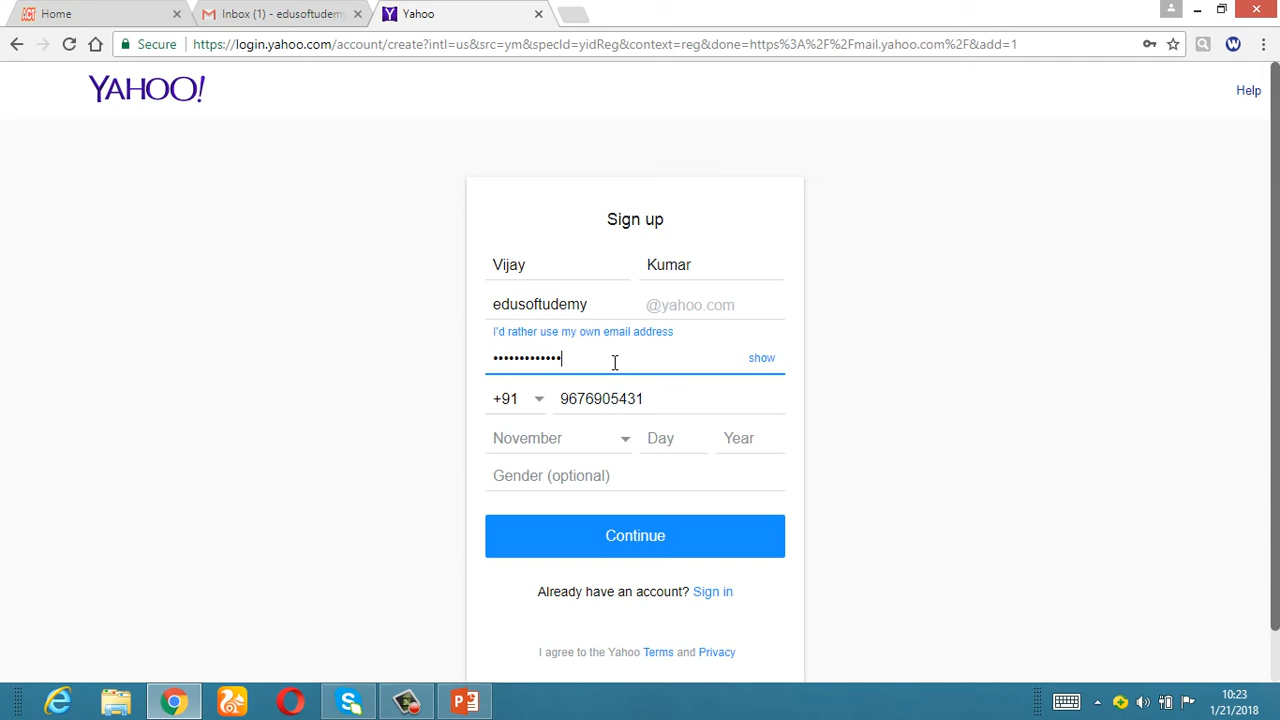 Home
Inbox (1) - edusoftudemy
Yahoo
Secure
https://login.yahoo.com/account/create?intl=us&src=ym&specId=yidReg&context=reg&done=https%3A%2F%2Fmail.yahoo.com%2F&add=1
YAHOO!
Help
Sign up
Vijay Kumar
edusoftudemy @yahoo.com
I'd rather use my own email address
••••••••••••• show
+91 9676905431
November Day Year
Gender (optional)
Continue
Already have an account? Sign in
I agree to the Yahoo Terms and Privacy
10:23
1/21/2018